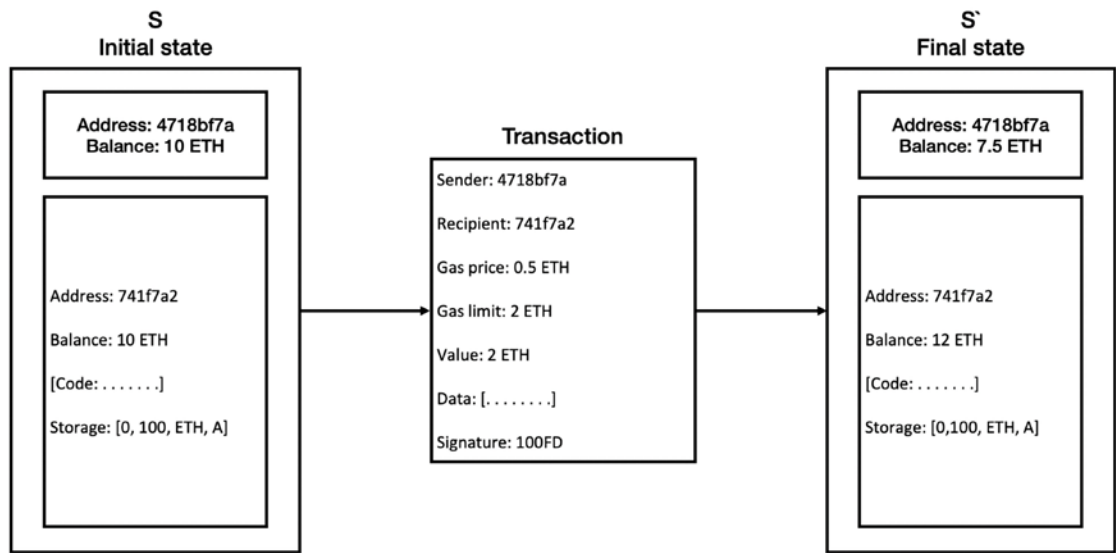 S
Initial state
Address: 4718bf7a
Balance: 10 ETH
Address: 741f7a2
Balance: 10 ETH
[Code: . . . . . . .]
Storage: [0, 100, ETH, A]
Transaction
Sender: 4718bf7a
Recipient: 741f7a2
Gas price: 0.5 ETH
Gas limit: 2 ETH
Value: 2 ETH
Data: [. . . . . . . .]
Signature: 100FD
S`
Final state
Address: 4718bf7a
Balance: 7.5 ETH
Address: 741f7a2
Balance: 12 ETH
[Code: . . . . . . .]
Storage: [0,100, ETH, A]